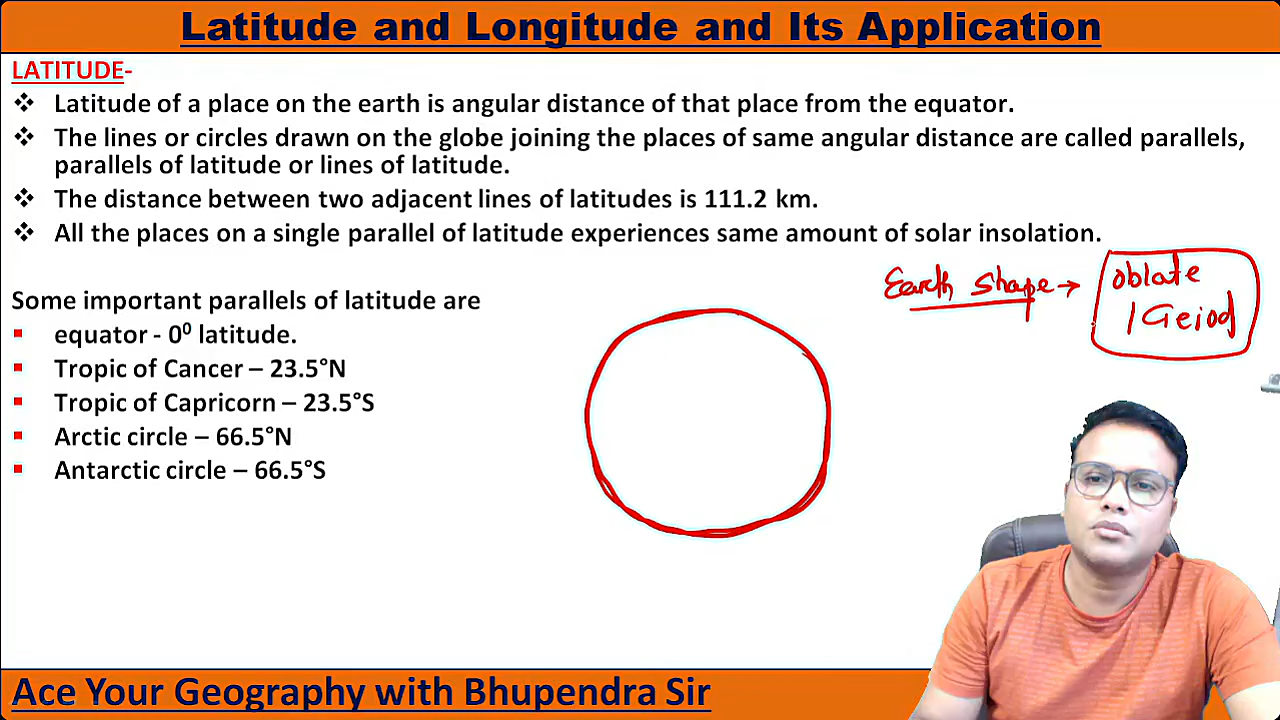 Latitude and Longitude and Its Application
LATITUDE-
❖ Latitude of a place on the earth is angular distance of that place from the equator.
❖ The lines or circles drawn on the globe joining the places of same angular distance are called parallels,
parallels of latitude or lines of latitude.
❖ The distance between two adjacent lines of latitudes is 111.2 km.
❖ All the places on a single parallel of latitude experiences same amount of solar insolation.
Earth shape → oblate
/Geiod
Some important parallels of latitude are
▪ equator - 0⁰ latitude.
▪ Tropic of Cancer – 23.5°N
▪ Tropic of Capricorn – 23.5°S
▪ Arctic circle – 66.5°N
▪ Antarctic circle – 66.5°S
Ace Your Geography with Bhupendra Sir